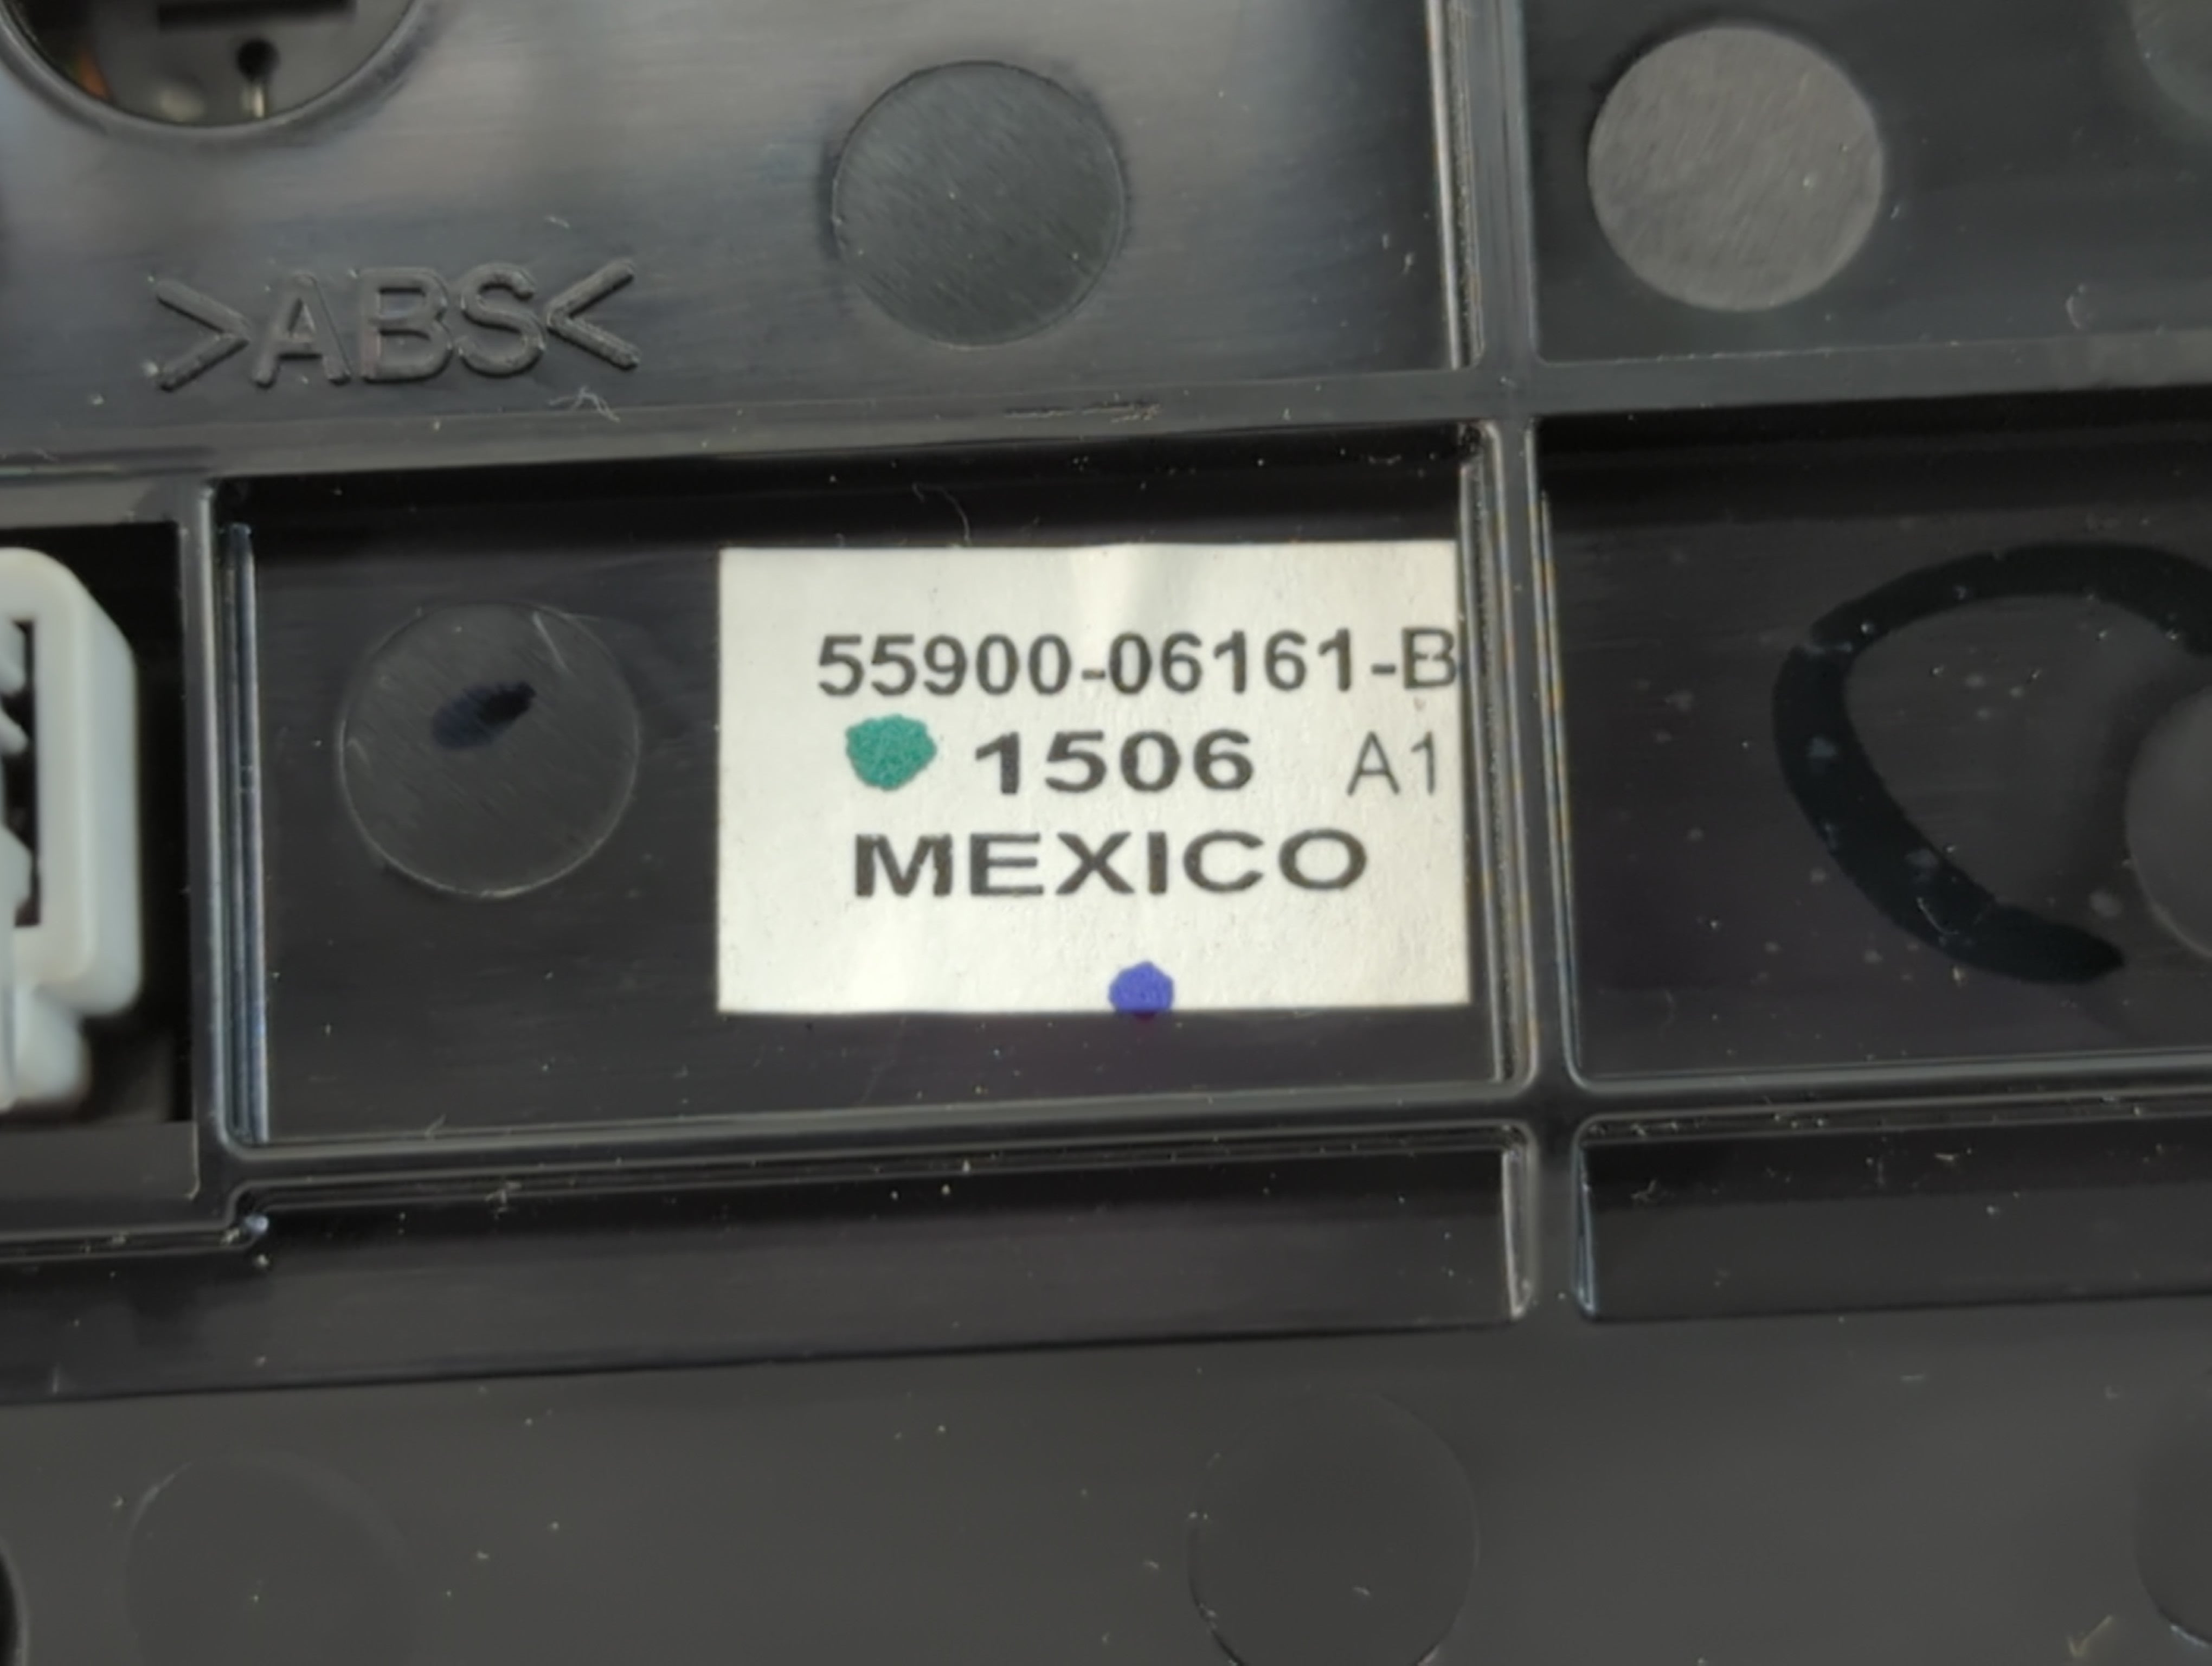 >ABS<
55900-06161-B
1506 A1
MEXICO